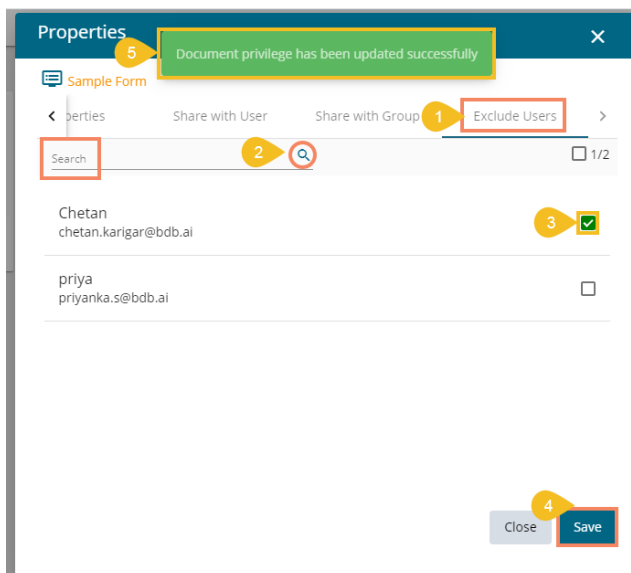 Properties
5
Document privilege has been updated successfully
Sample Form
perties Share with User Share with Group 1 Exclude Users
Search 2 1/2
Chetan
chetan.karigar@bdb.ai
3
priya
priyanka.s@bdb.ai
4
Close Save